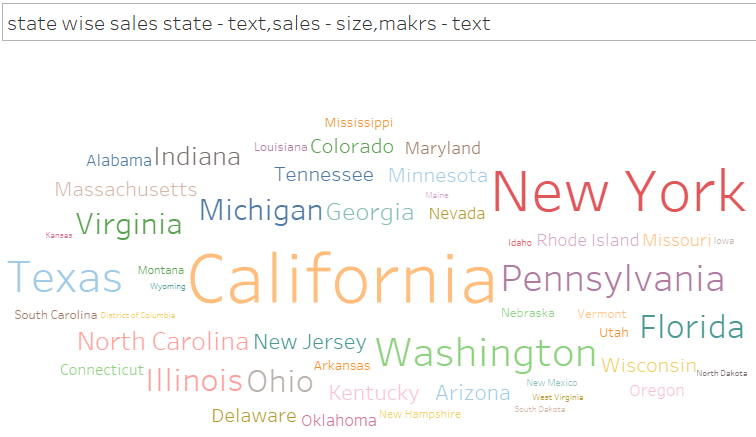 state wise sales state - text,sales - size,makrs - text
Mississippi
Alabama Indiana Louisiana Colorado Maryland
Tennessee Minnesota
Massachusetts Maine New York
Michigan Georgia Nevada
Kansas Virginia
Idaho Rhode Island Missouri Iowa
Texas Montana California Pennsylvania
Wyoming
South Carolina District of Columbia Nebraska Vermont
Utah Florida
North Carolina New Jersey
Washington
Connecticut Illinois Ohio Arkansas Wisconsin North Dakota
Kentucky Arizona New Mexico Oregon
West Virginia
South Dakota
Delaware Oklahoma New Hampshire